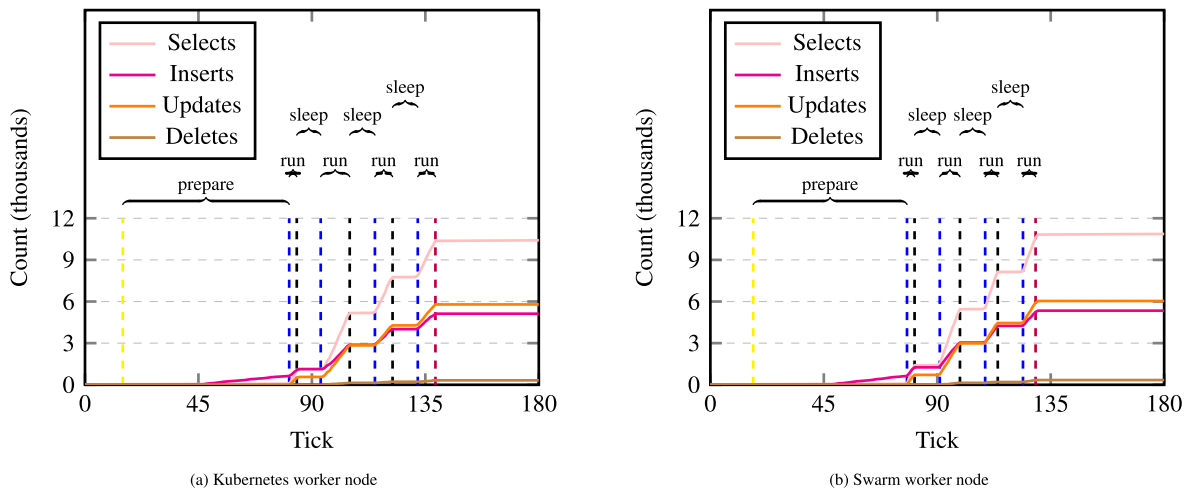 Selects
Inserts
Updates
Deletes
sleep
sleep
sleep
run
run
run
run
prepare
Count (thousands)
12
9
6
3
0
0
45
90
135
180
Tick
(a) Kubernetes worker node
Selects
Inserts
Updates
Deletes
sleep
sleep
sleep
run
run
run
run
prepare
Count (thousands)
12
9
6
3
0
0
45
90
135
180
Tick
(b) Swarm worker node